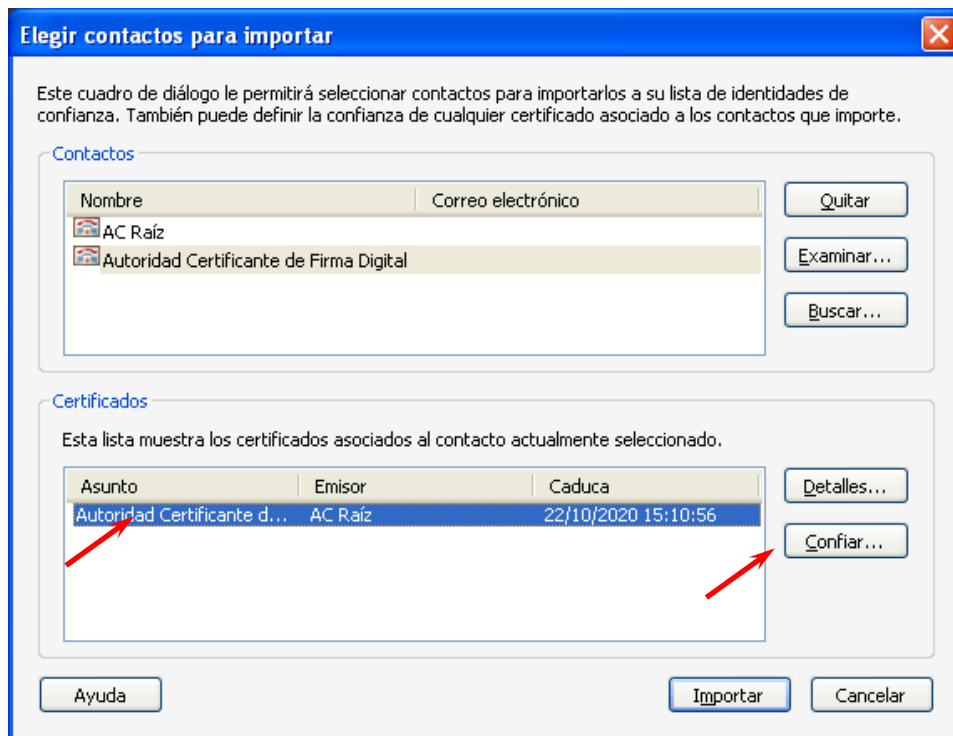 Elegir contactos para importar
Este cuadro de diálogo le permitirá seleccionar contactos para importarlos a su lista de identidades de
confianza. También puede definir la confianza de cualquier certificado asociado a los contactos que importe.
Contactos
Nombre Correo electrónico
AC Raíz
Autoridad Certificante de Firma Digital
Quitar
Examinar...
Buscar...
Certificados
Esta lista muestra los certificados asociados al contacto actualmente seleccionado.
Asunto Emisor Caduca
Autoridad Certificante d... AC Raíz 22/10/2020 15:10:56
Detalles...
Confiar...
Ayuda Importar Cancelar